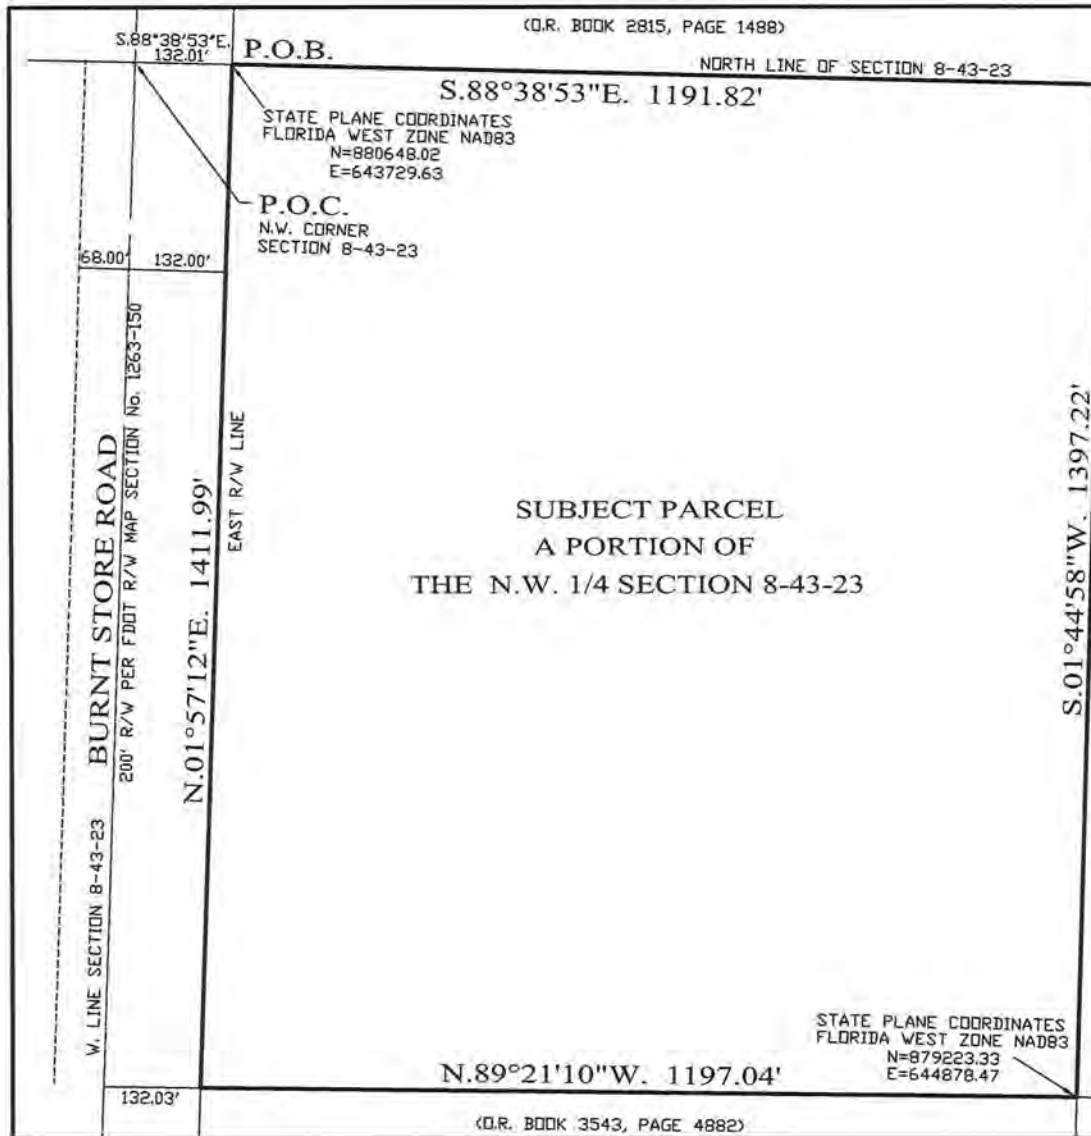 (O.R. BOOK 2815, PAGE 1488)
S.88°38'53"E.
132.01'
P.O.B.
NORTH LINE OF SECTION 8-43-23
S.88°38'53"E. 1191.82'
STATE PLANE COORDINATES
FLORIDA WEST ZONE NAD83
N=880648.02
E=643729.63
P.O.C.
N.W. CORNER
SECTION 8-43-23
68.00'
132.00'
W. LINE SECTION 8-43-23
BURNT STORE ROAD
200' R/W PER FDOT R/W MAP SECTION No. 1263-150
N.01°57'12"E. 1411.99'
EAST R/W LINE
SUBJECT PARCEL
A PORTION OF
THE N.W. 1/4 SECTION 8-43-23
S.01°44'58"W. 1397.22'
STATE PLANE COORDINATES
FLORIDA WEST ZONE NAD83
N=879223.33
E=644878.47
N.89°21'10"W. 1197.04'
132.03'
(O.R. BOOK 3543, PAGE 4882)